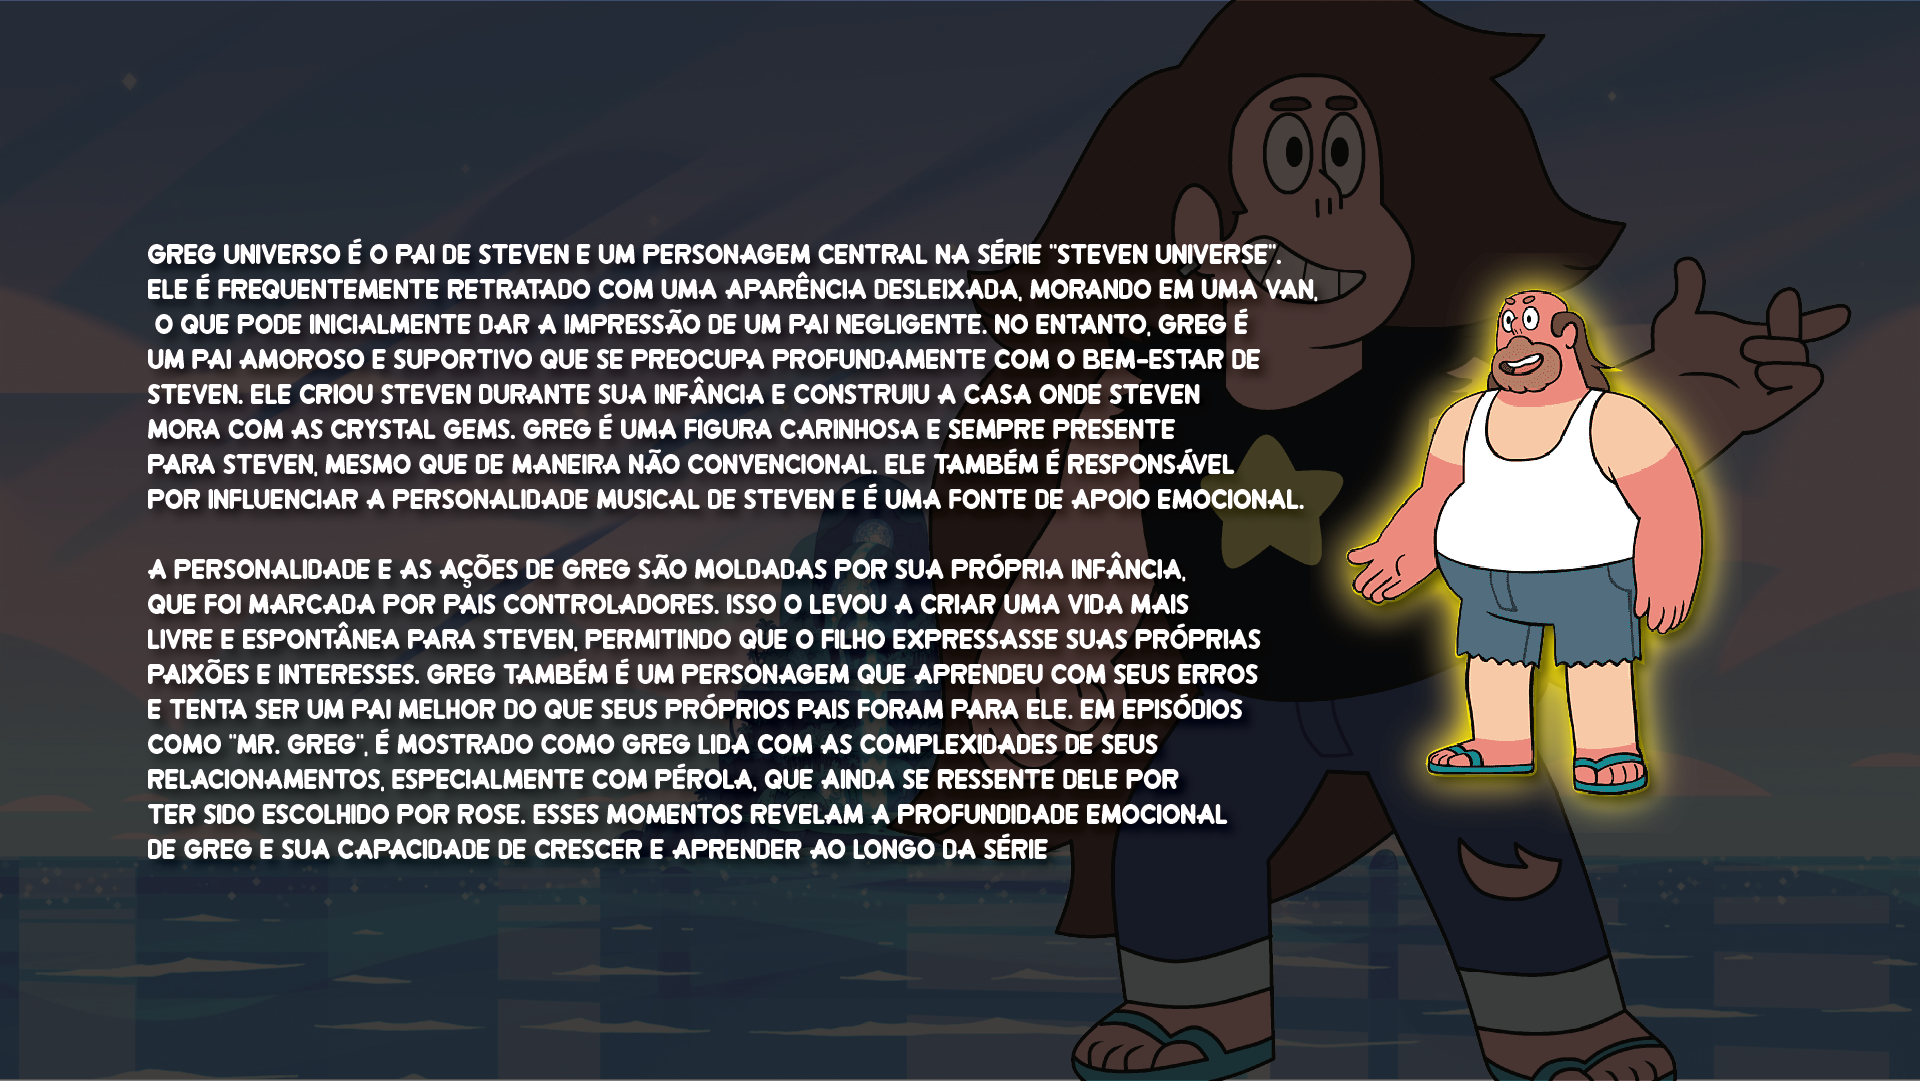 GREG UNIVERSO É O PAI DE STEVEN E UM PERSONAGEM CENTRAL NA SÉRIE "STEVEN UNIVERSE".
ELE É FREQUENTEMENTE RETRATADO COM UMA APARÊNCIA DESLEIXADA, MORANDO EM UMA VAN,
O QUE PODE INICIALMENTE DAR A IMPRESSÃO DE UM PAI NEGLIGENTE. NO ENTANTO, GREG É
UM PAI AMOROSO E SUPORTIVO QUE SE PREOCUPA PROFUNDAMENTE COM O BEM-ESTAR DE
STEVEN. ELE CRIOU STEVEN DURANTE SUA INFÂNCIA E CONSTRUIU A CASA ONDE STEVEN
MORA COM AS CRYSTAL GEMS. GREG É UMA FIGURA CARINHOSA E SEMPRE PRESENTE
PARA STEVEN, MESMO QUE DE MANEIRA NÃO CONVENCIONAL. ELE TAMBÉM É RESPONSÁVEL
POR INFLUENCIAR A PERSONALIDADE MUSICAL DE STEVEN E É UMA FONTE DE APOIO EMOCIONAL.
A PERSONALIDADE E AS AÇÕES DE GREG SÃO MOLDADAS POR SUA PRÓPRIA INFÂNCIA,
QUE FOI MARCADA POR PAIS CONTROLADORES. ISSO O LEVOU A CRIAR UMA VIDA MAIS
LIVRE E ESPONTÂNEA PARA STEVEN, PERMITINDO QUE O FILHO EXPRESSASSE SUAS PRÓPRIAS
PAIXÕES E INTERESSES. GREG TAMBÉM É UM PERSONAGEM QUE APRENDEU COM SEUS ERROS
E TENTA SER UM PAI MELHOR DO QUE SEUS PRÓPRIOS PAIS FORAM PARA ELE. EM EPISÓDIOS
COMO "MR. GREG", É MOSTRADO COMO GREG LIDA COM AS COMPLEXIDADES DE SEUS
RELACIONAMENTOS, ESPECIALMENTE COM PÉROLA, QUE AINDA SE RESSENTE DELE POR
TER SIDO ESCOLHIDO POR ROSE. ESSES MOMENTOS REVELAM A PROFUNDIDADE EMOCIONAL
DE GREG E SUA CAPACIDADE DE CRESCER E APRENDER AO LONGO DA SÉRIE